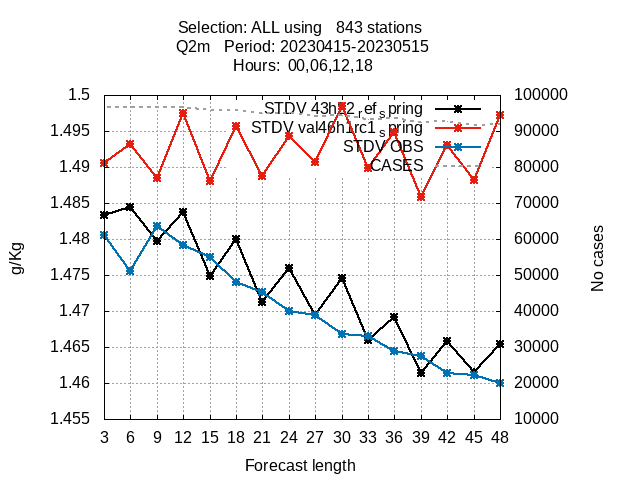 Selection: ALL using 843 stations
Q2m Period: 20230415-20230515
Hours: 00,06,12,18
1.5
1.495
1.49
1.485
1.48
1.475
1.47
1.465
1.46
1.455
g/Kg
STDV val46h1rc1spring
STDV OBS
CASES
100000
90000
80000
70000
60000
50000
40000
30000
20000
10000
No cases
3 6 9 12 15 18 21 24 27 30 33 36 39 42 45 48
Forecast length